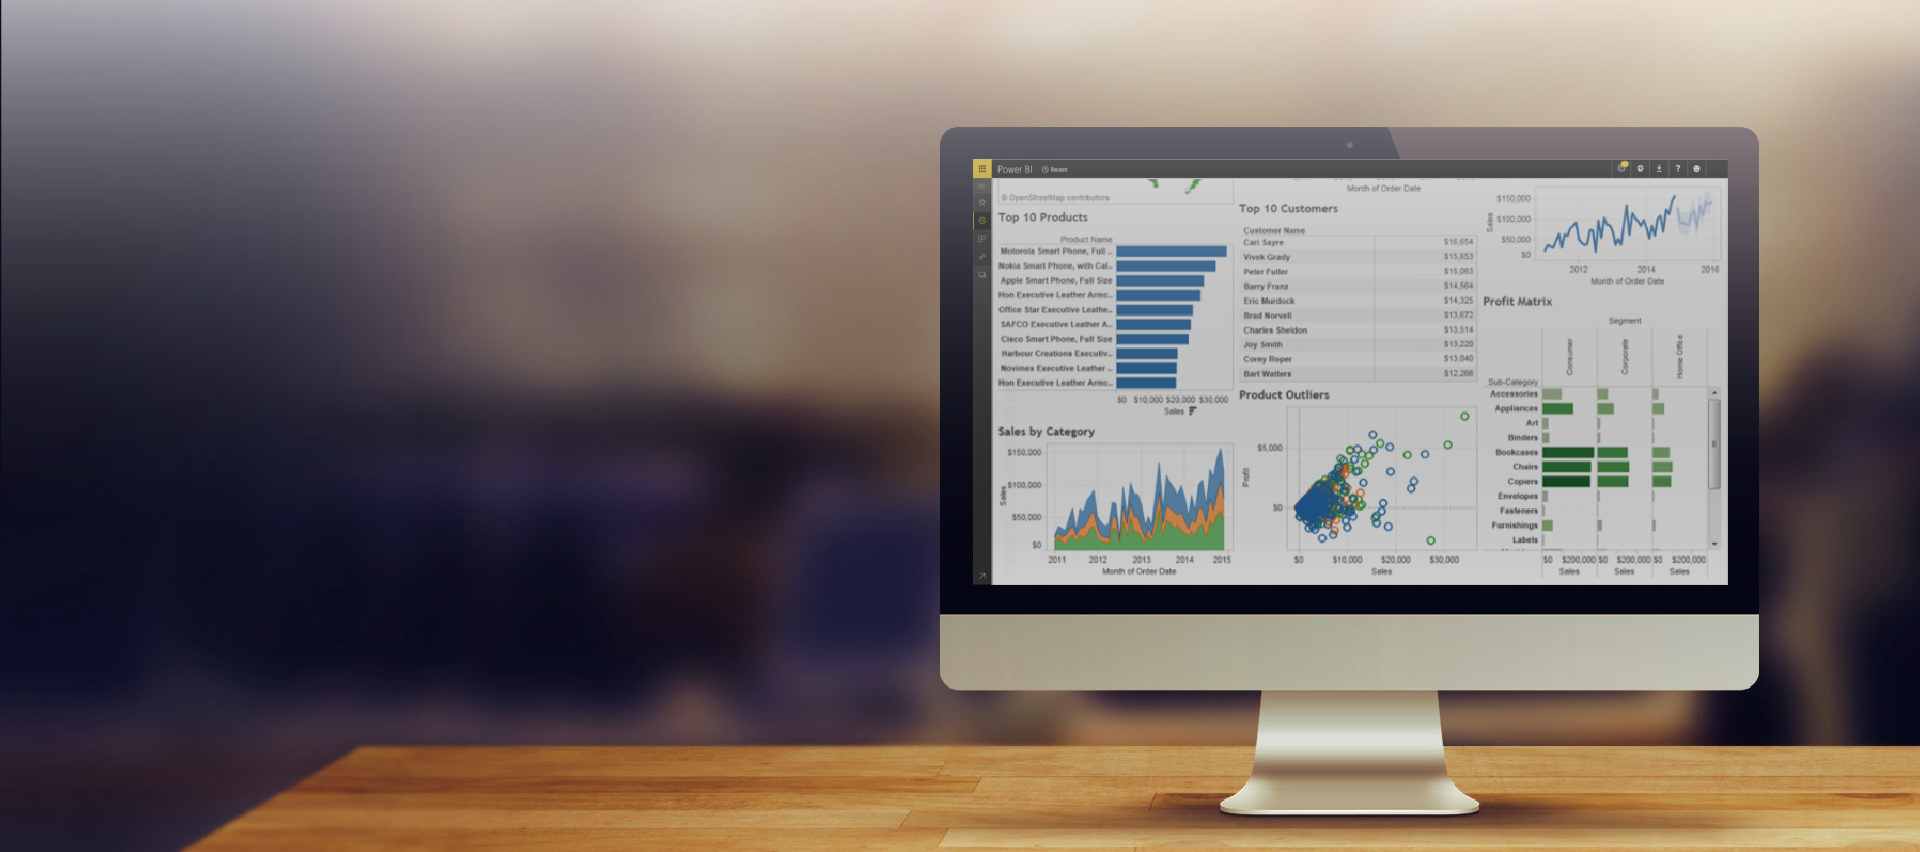 Power BI Recent
© OpenStreetMap contributors
Top 10 Products
Product Name
Motorola Smart Phone, Full ...
Nokia Smart Phone, with Cal...
Apple Smart Phone, Full Size
Hon Executive Leather Armc...
Office Star Executive Leathe...
SAFCO Executive Leather A...
Cisco Smart Phone, Full Size
Harbour Creations Executiv...
Novimex Executive Leather ...
Hon Executive Leather Armc...
$0 $10,000 $20,000 $30,000
Sales
Sales by Category
$150,000
$100,000
$50,000
$0
Sales
2011 2012 2013 2014 2015
Month of Order Date
Month of Order Date
Top 10 Customers
Customer Name
Cari Sayre $16,654
Vivek Grady $15,653
Peter Fuller $15,063
Barry Franz $14,564
Eric Murdock $14,325
Brad Norvell $13,672
Charles Sheldon $13,514
Joy Smith $13,220
Corey Roper $13,040
Bart Watters $12,266
Product Outliers
$5,000
$0
Profit
$0 $10,000 $20,000 $30,000
Sales
$150,000
$100,000
$50,000
$0
Sales
2012 2014 2016
Month of Order Date
Profit Matrix
Segment
Consumer Corporate Home Office
Sub-Category
Accessories
Appliances
Art
Binders
Bookcases
Chairs
Copiers
Envelopes
Fasteners
Furnishings
Labels
$0 $200,000 $0 $200,000 $0 $200,000
Sales Sales Sales